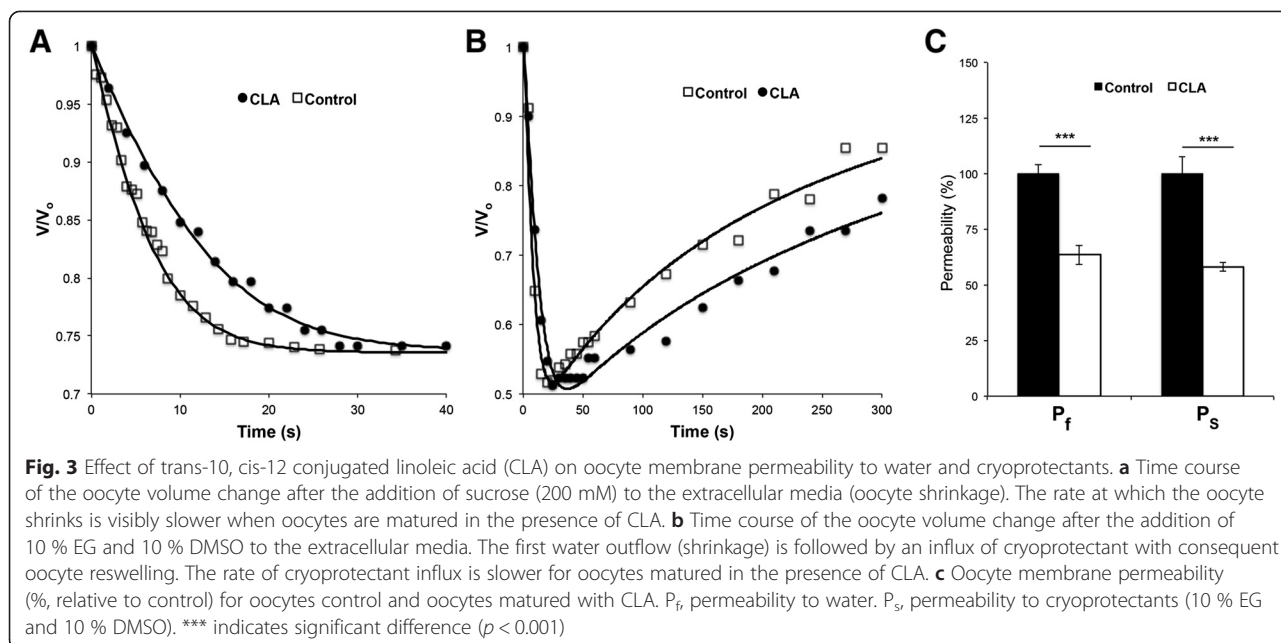 A
B
C
1
0.95
0.9
0.85
0.8
0.75
0.7
V/Vo
CLA Control
0 10 20 30 40
Time (s)
1
0.9
0.8
0.7
0.6
0.5
V/Vo
Control CLA
0 50 100 150 200 250 300
Time (s)
150
125
100
75
50
25
0
Permeability (%)
Control CLA
*** ***
Pf PS
Fig. 3 Effect of trans-10, cis-12 conjugated linoleic acid (CLA) on oocyte membrane permeability to water and cryoprotectants. a Time course
of the oocyte volume change after the addition of sucrose (200 mM) to the extracellular media (oocyte shrinkage). The rate at which the oocyte
shrinks is visibly slower when oocytes are matured in the presence of CLA. b Time course of the oocyte volume change after the addition of
10 % EG and 10 % DMSO to the extracellular media. The first water outflow (shrinkage) is followed by an influx of cryoprotectant with consequent
oocyte reswelling. The rate of cryoprotectant influx is slower for oocytes matured in the presence of CLA. c Oocyte membrane permeability
(%, relative to control) for oocytes control and oocytes matured with CLA. Pf, permeability to water. Ps, permeability to cryoprotectants (10 % EG
and 10 % DMSO). *** indicates significant difference (p < 0.001)